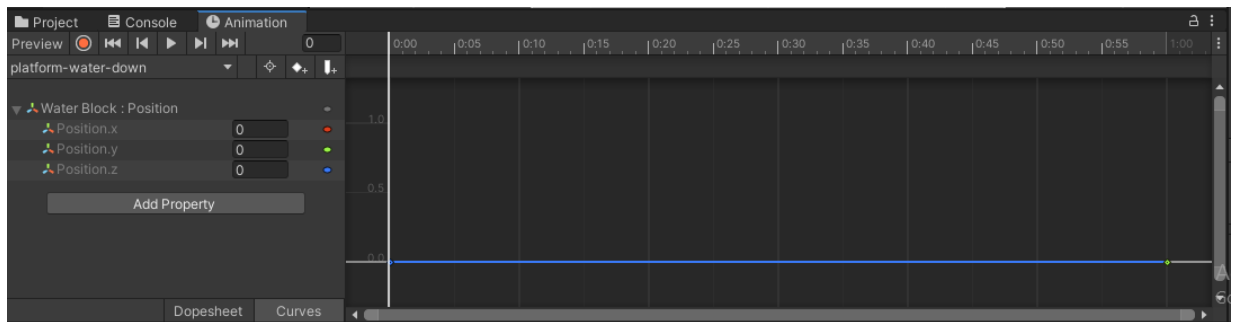 Project Console Animation
Preview 0 0:00 0:05 0:10 0:15 0:20 0:25 0:30 0:35 0:40 0:45 0:50 0:55 1:00
platform-water-down
Water Block : Position
Position.x 0
1.0
Position.y 0
Position.z 0
0.5
Add Property
0.0
Dopesheet Curves